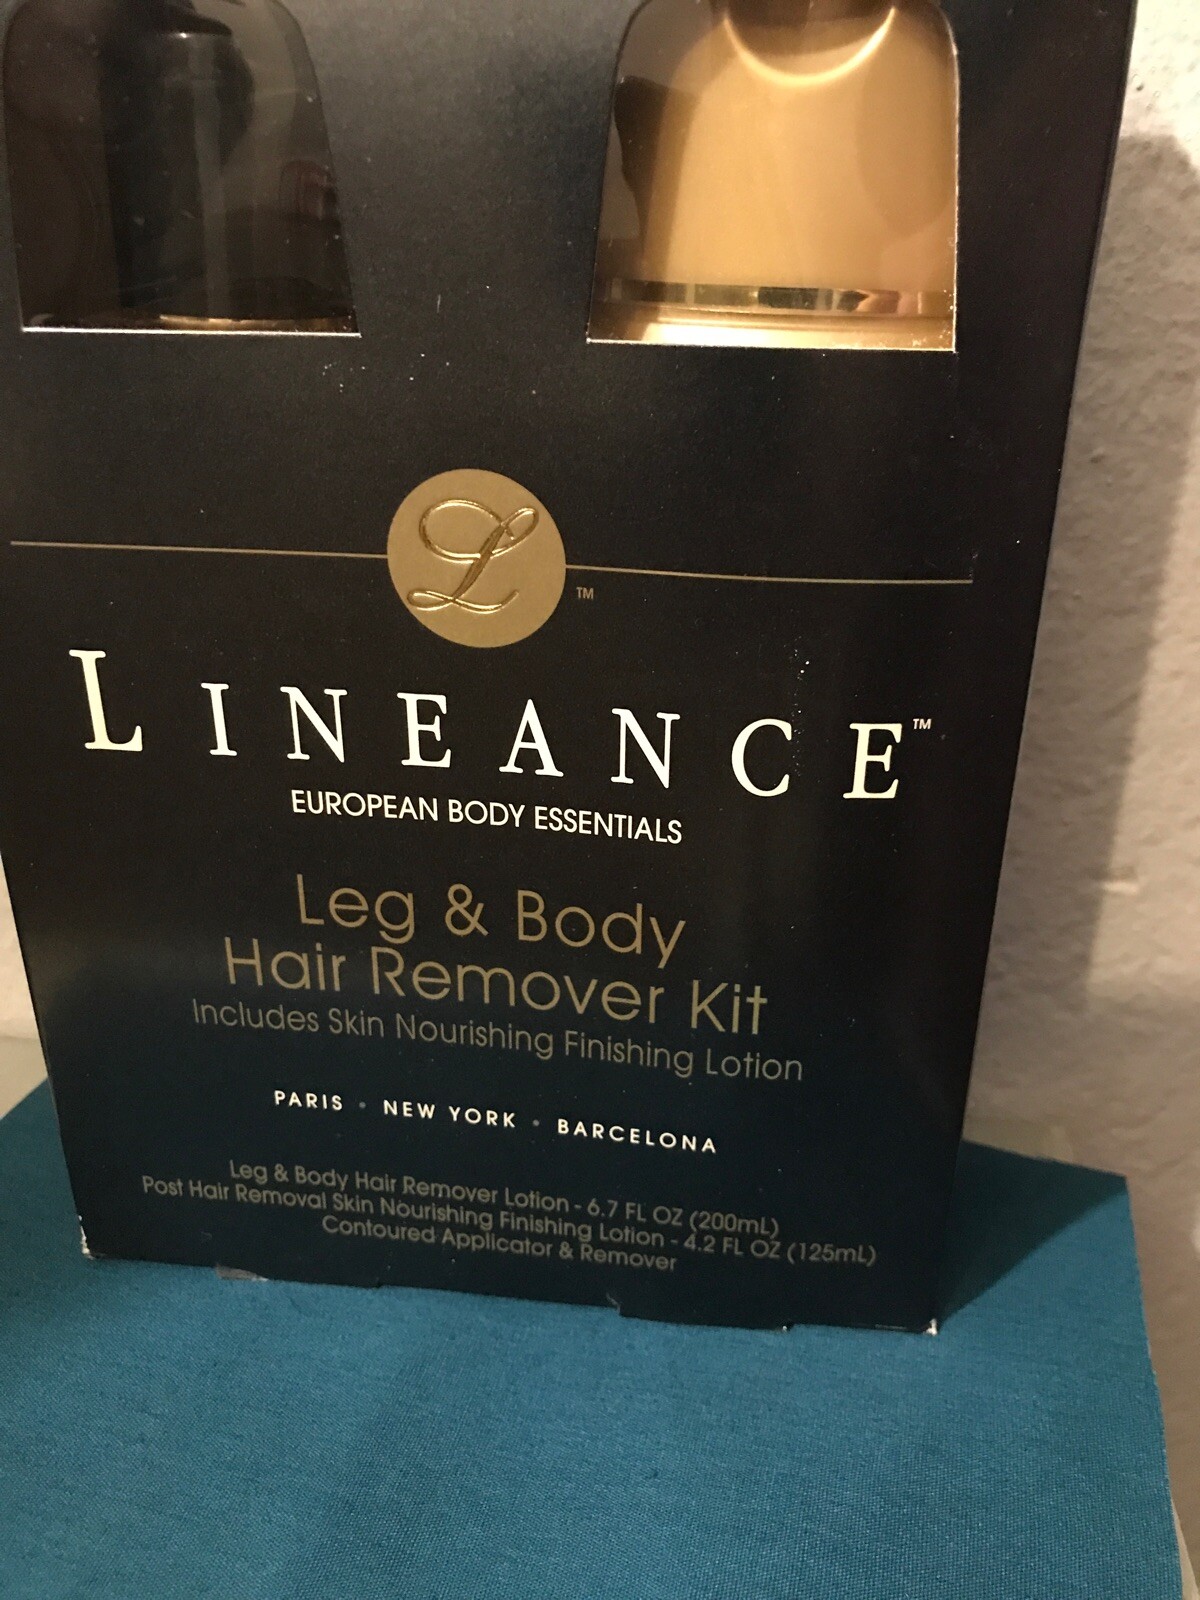 L
TM
LINEANCE™
EUROPEAN BODY ESSENTIALS
Leg & Body
Hair Remover Kit
Includes Skin Nourishing Finishing Lotion
PARIS • NEW YORK • BARCELONA
Leg & Body Hair Remover Lotion - 6.7 FL OZ (200mL)
Post Hair Removal Skin Nourishing Finishing Lotion - 4.2 FL OZ (125mL)
Contoured Applicator & Remover